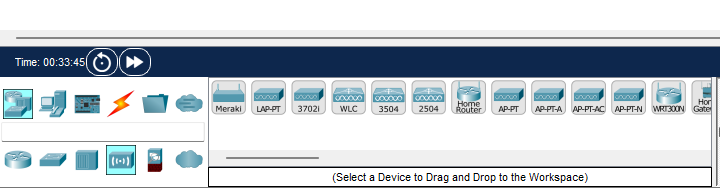 Time: 00:33:45
Meraki
LAP-PT
3702i
WLC
3504
2504
Home
Router
AP-PT
AP-PT-A
AP-PT-AC
AP-PT-N
WRT300N
(Select a Device to Drag and Drop to the Workspace)